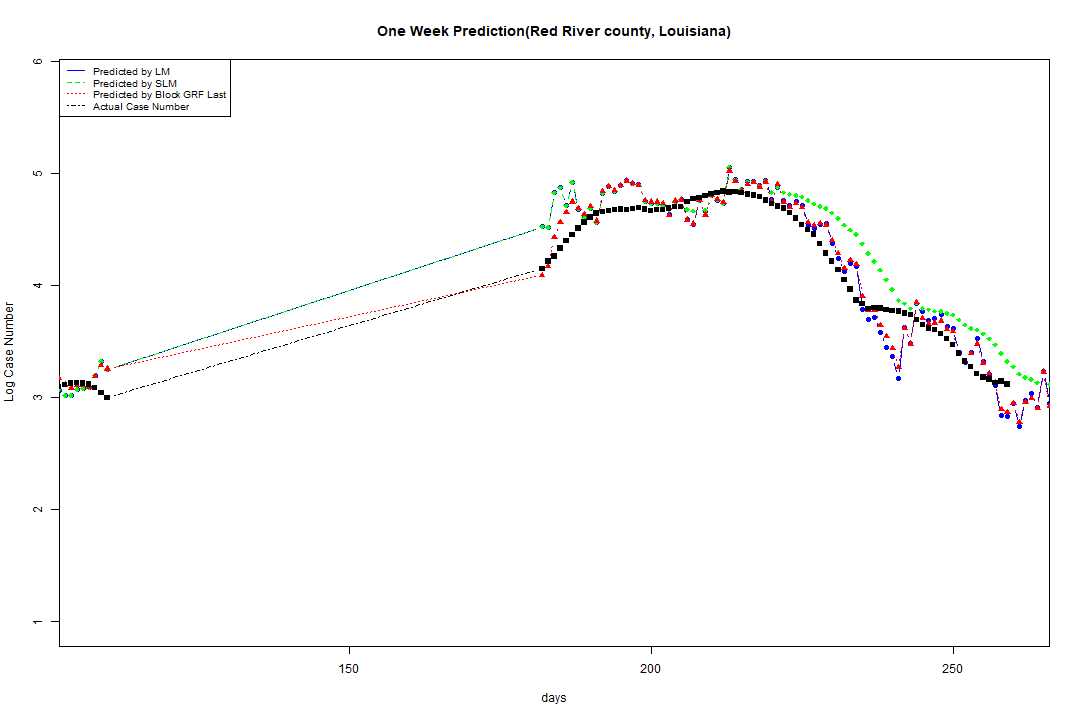 One Week Prediction(Red River county, Louisiana)
Predicted by LM
Predicted by SLM
Predicted by Block GRF Last
Actual Case Number
6
5
4
3
2
1
Log Case Number
150
200
250
days